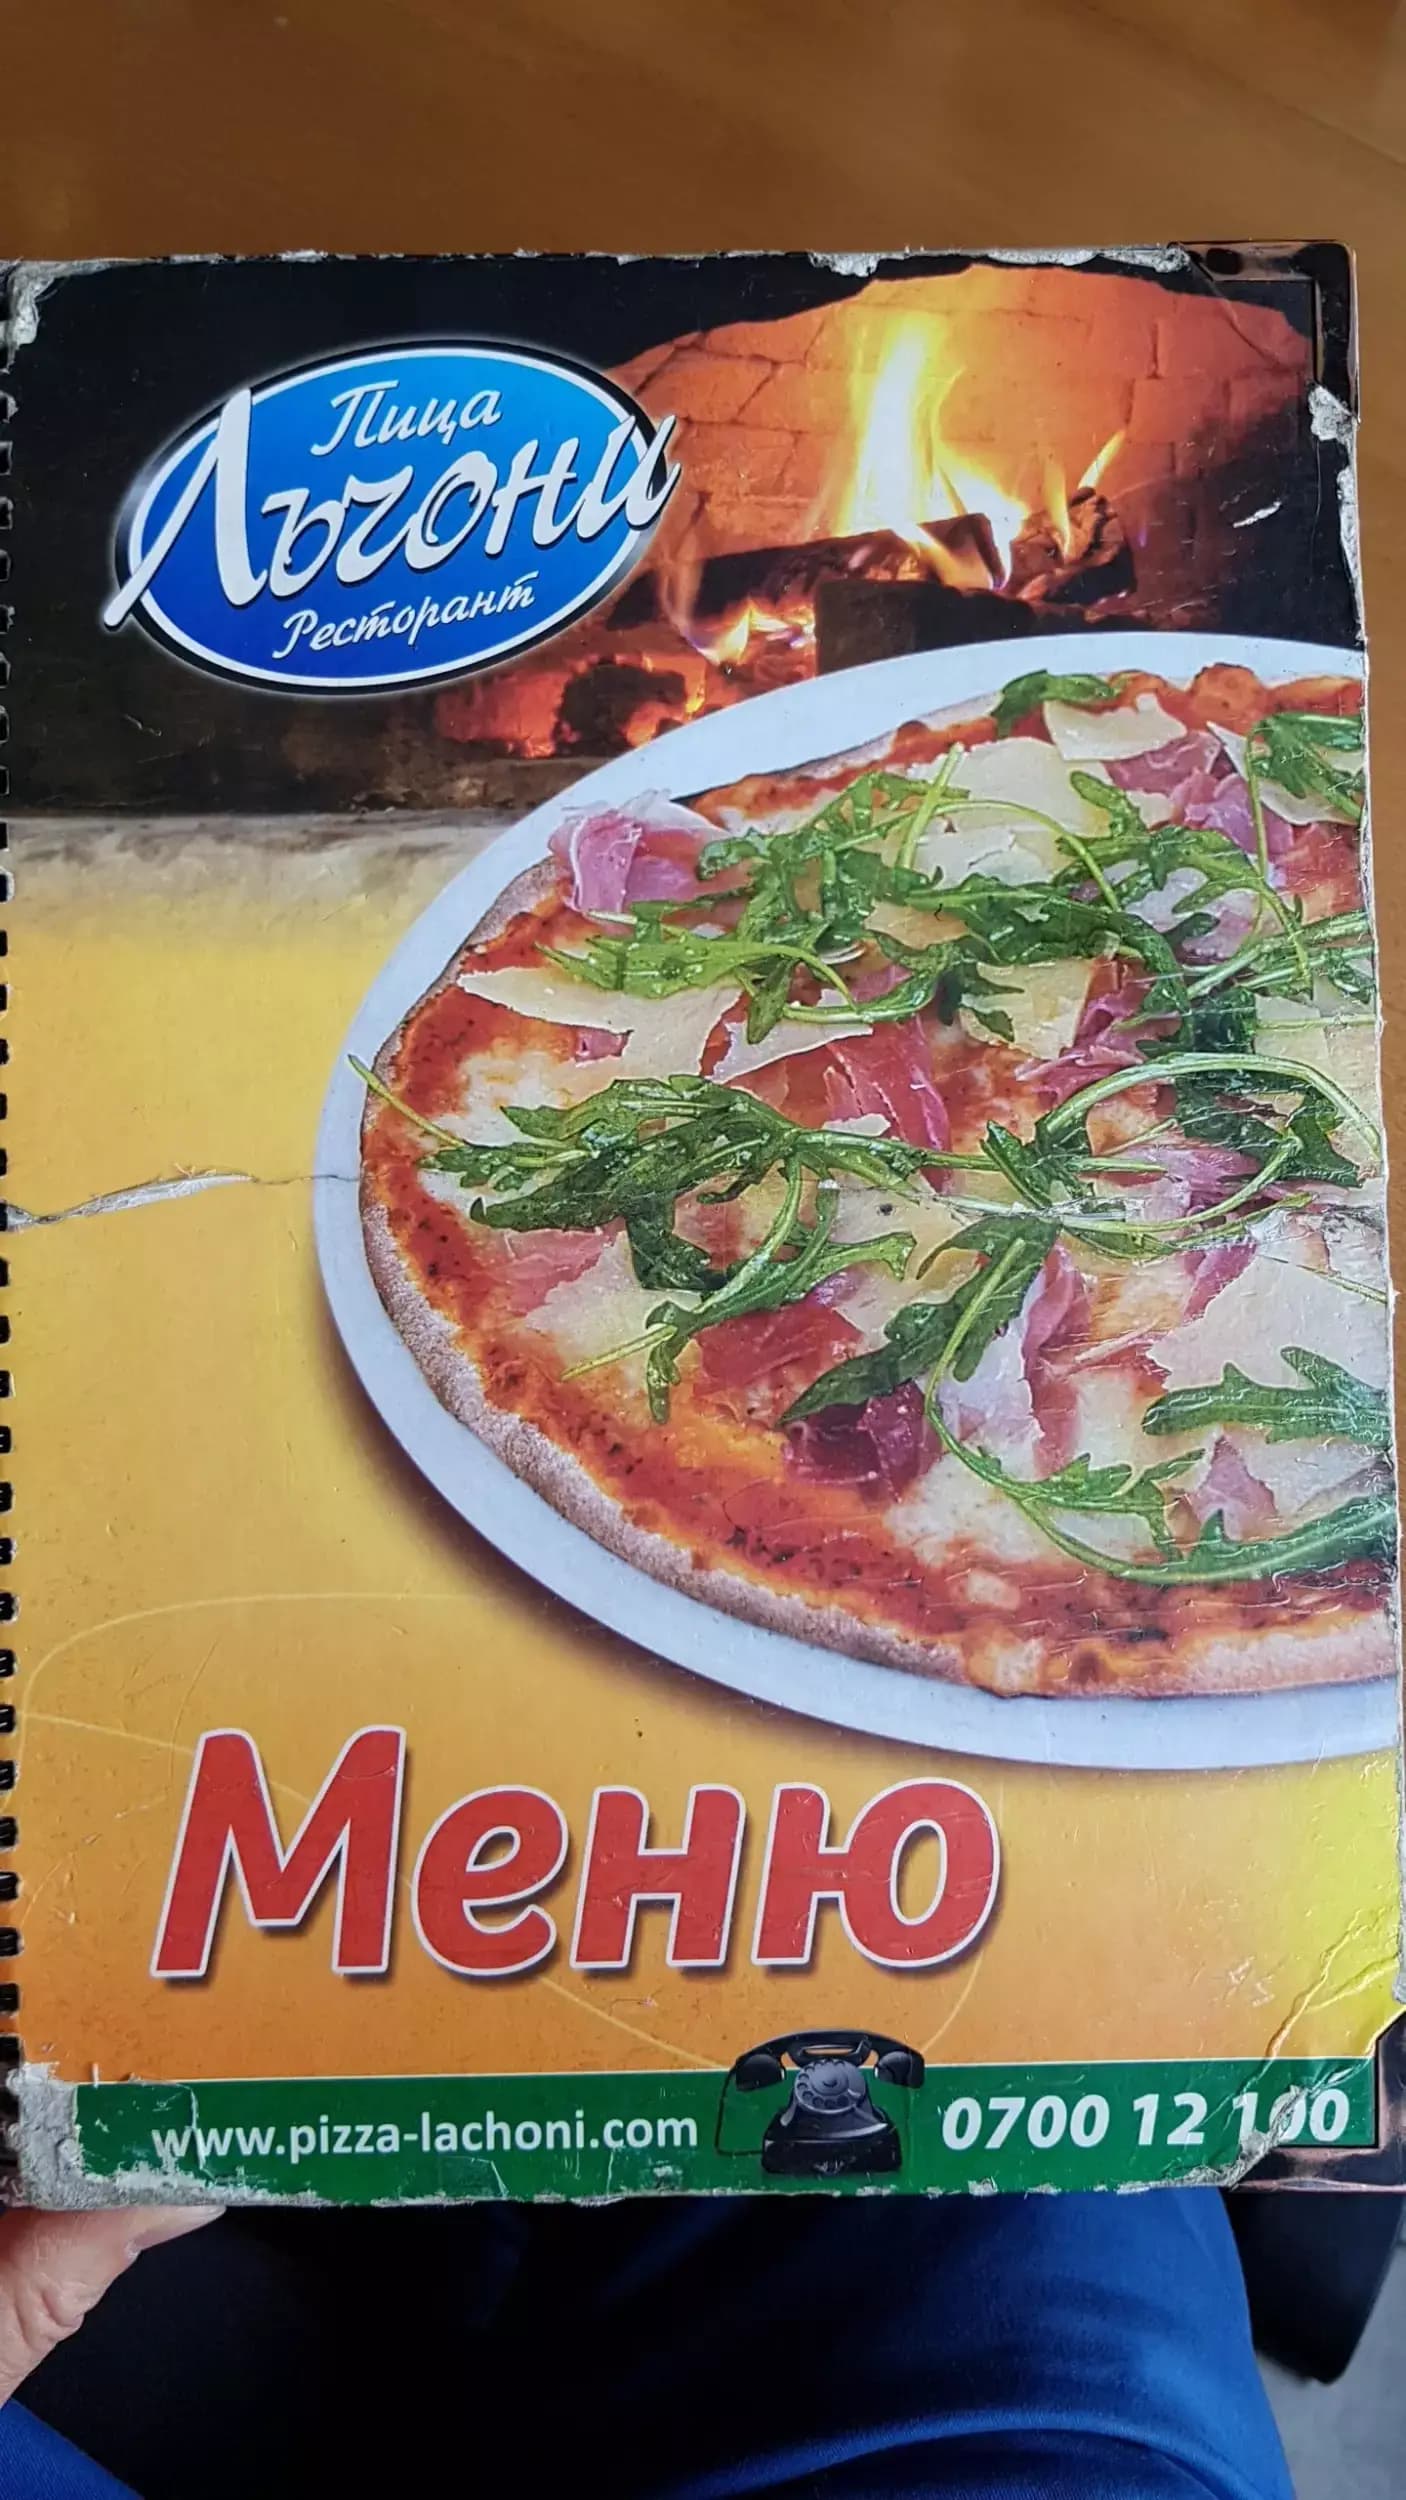 Пица
Лъчони
Ресторант
Меню
www.pizza-lachoni.com
0700 12 100